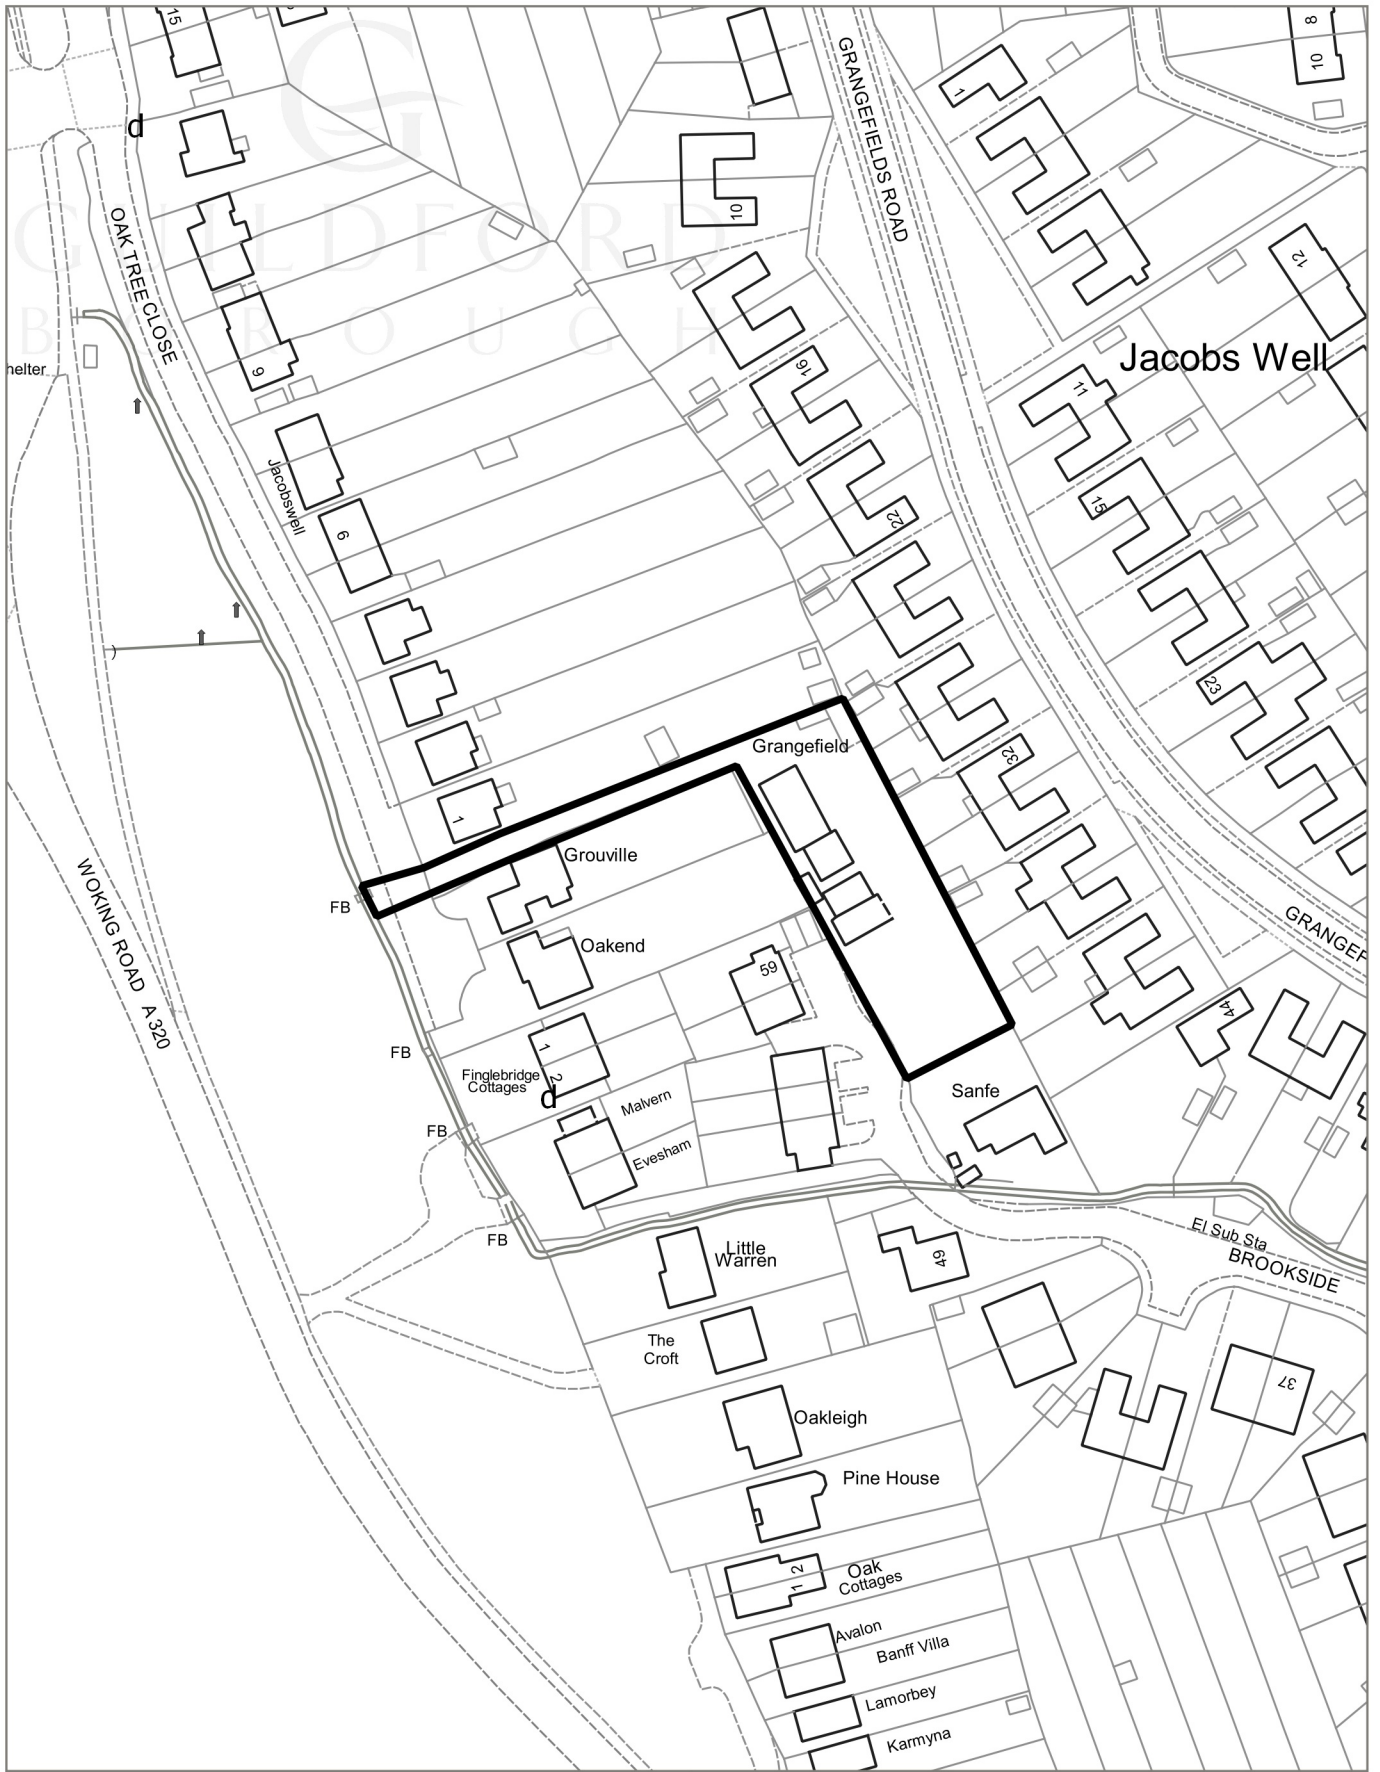 15
8
10
GRANGEFIELDS ROAD
1
d
GUILDFORD
BOROUGH
10
OAK TREE CLOSE
12
Jacobs Well
9
16
11
Jacobswell
15
22
6
23
Grangefield
32
1
Grouville
FB
WOKING ROAD A 320
Oakend
59
44
FB
1
2
Finglebridge
Cottages
d
Malvern
Sanfe
FB
Evesham
El Sub Sta
BROOKSIDE
FB
Little
Warren
49
The
Croft
37
Oakleigh
Pine House
1 2
Oak
Cottages
Avalon
Banff Villa
Lamorbey
Karmyna